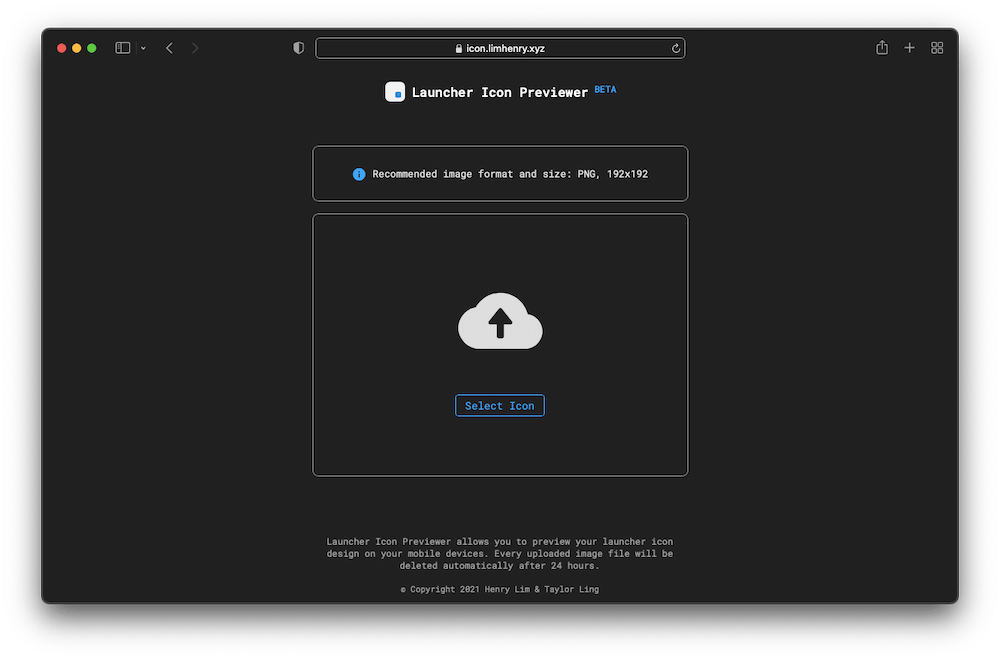 icon.limhenry.xyz
Launcher Icon Previewer BETA
Recommended image format and size: PNG, 192x192
Select Icon
Launcher Icon Previewer allows you to preview your launcher icon
design on your mobile devices. Every uploaded image file will be
deleted automatically after 24 hours.
© Copyright 2021 Henry Lim & Taylor Ling